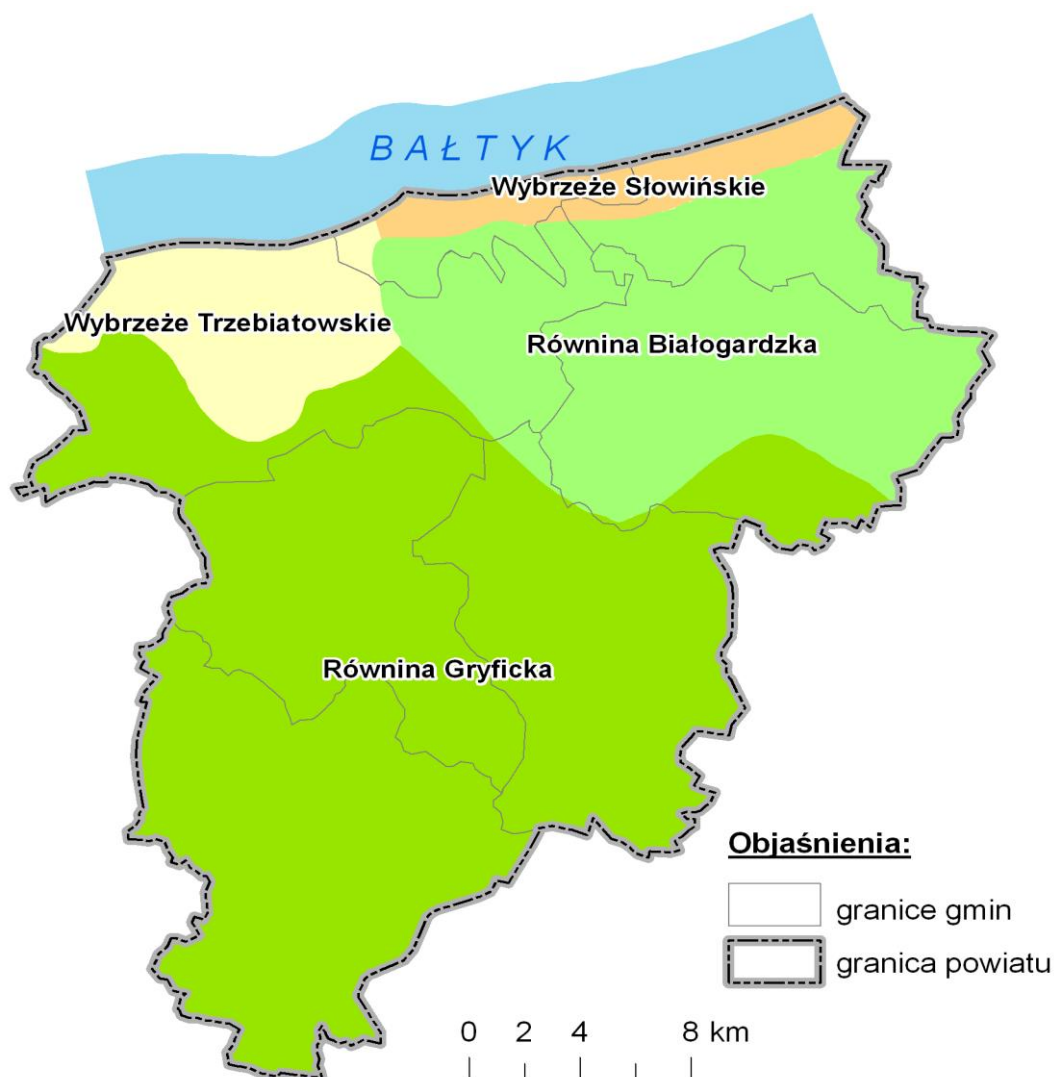 BAŁTYK
Wybrzeże Słowińskie
Wybrzeże Trzebiatowskie
Równina Białogardzka
Równina Gryficka
Objaśnienia:
granice gmin
granica powiatu
0 2 4 8 km